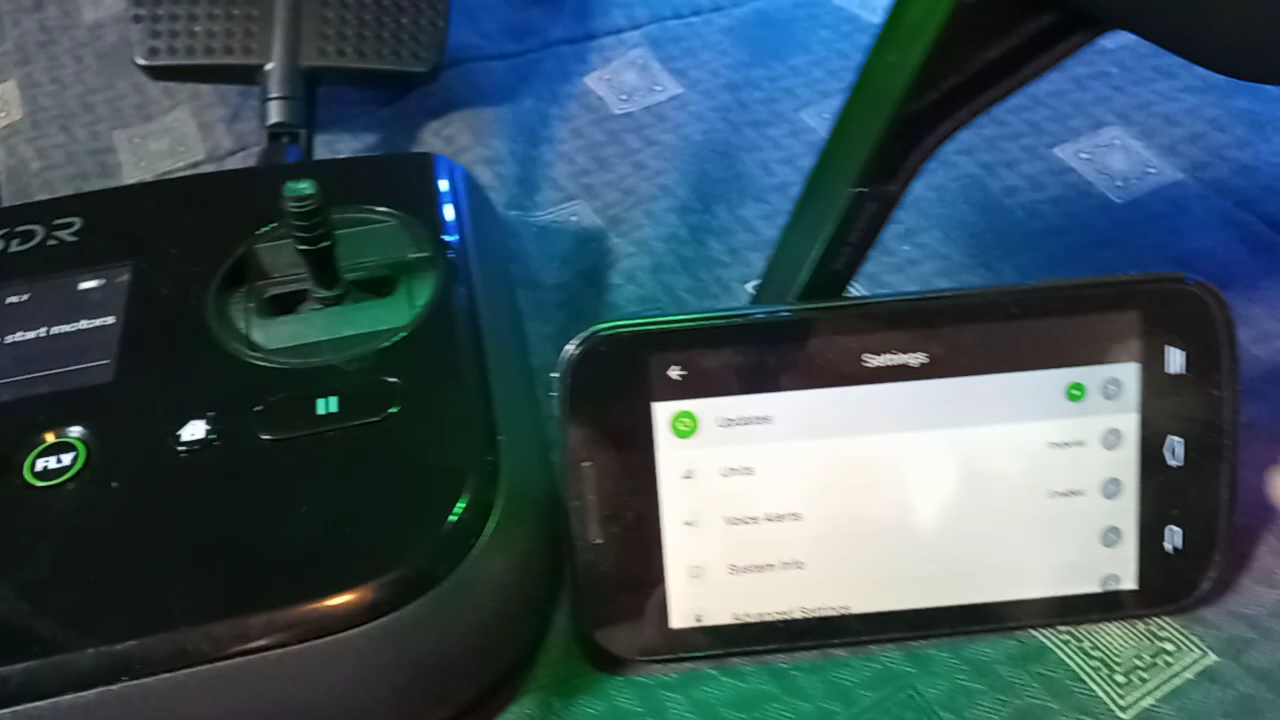 3DR
FLY
start motors
FLY
Settings
Updates
Units
Voice Alerts
System Info
Advanced Settings